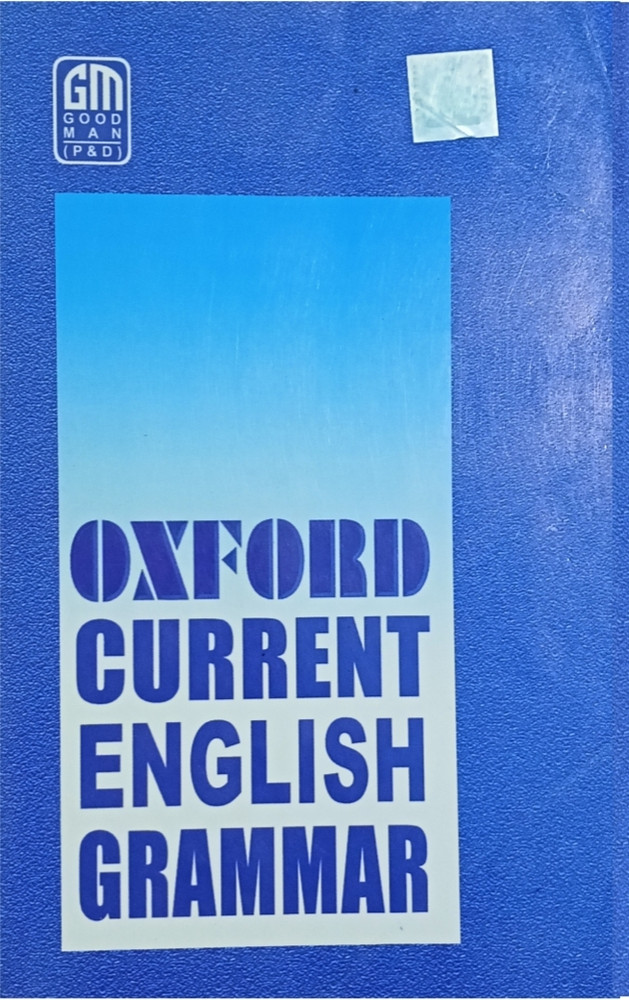 GM
GOOD
MAN
(P&D)
OXFORD
CURRENT
ENGLISH
GRAMMAR